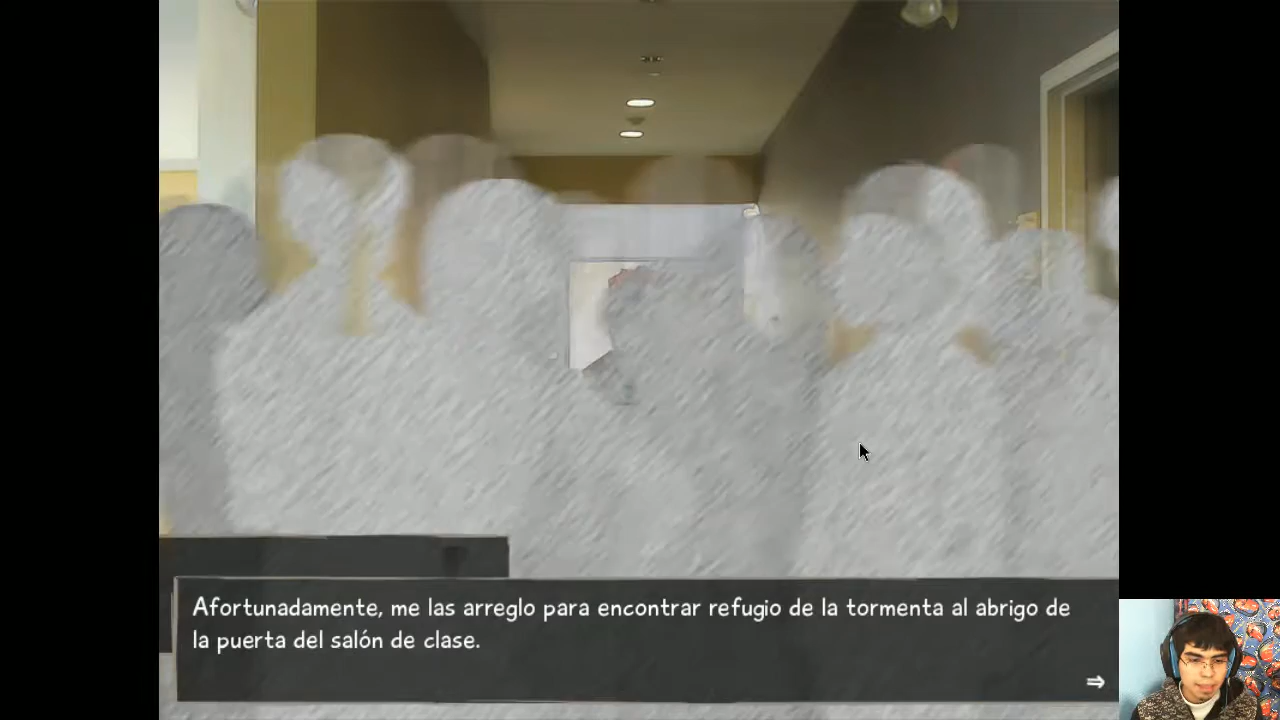 Afortunadamente, me las arreglo para encontrar refugio de la tormenta al abrigo de
la puerta del salón de clase.